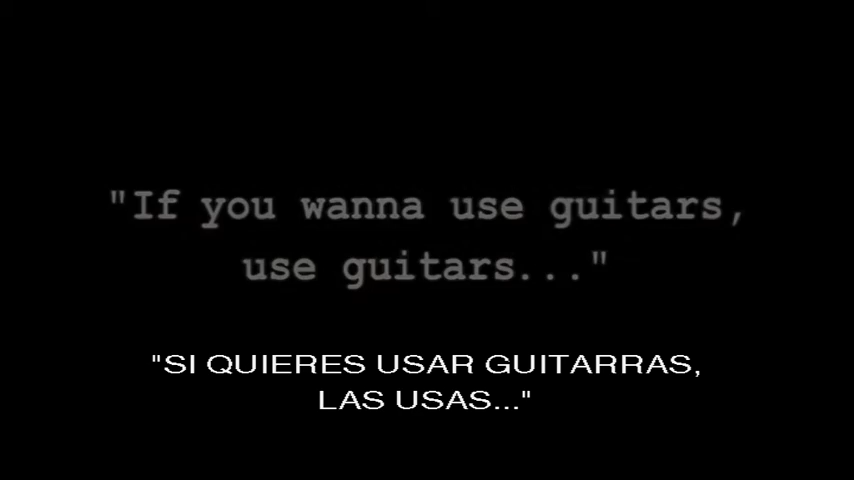 "If you wanna use guitars,
use guitars..."
"SI QUIERES USAR GUITARRAS,
LAS USAS..."